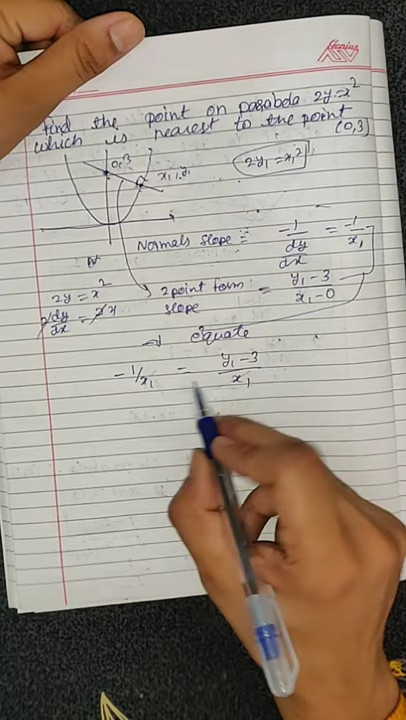 find the point on parabola 2y = x²
which is nearest to the point (0,3)
0,3
x₁, y₁
2y₁ = x₁²
Normals slope = -1/(dy/dx) = -1/x₁
2y = x²
2dy/dx = 2x
2 point form slope = (y₁ - 3)/(x₁ - 0)
equate
-1/x₁ = (y₁ - 3)/x₁